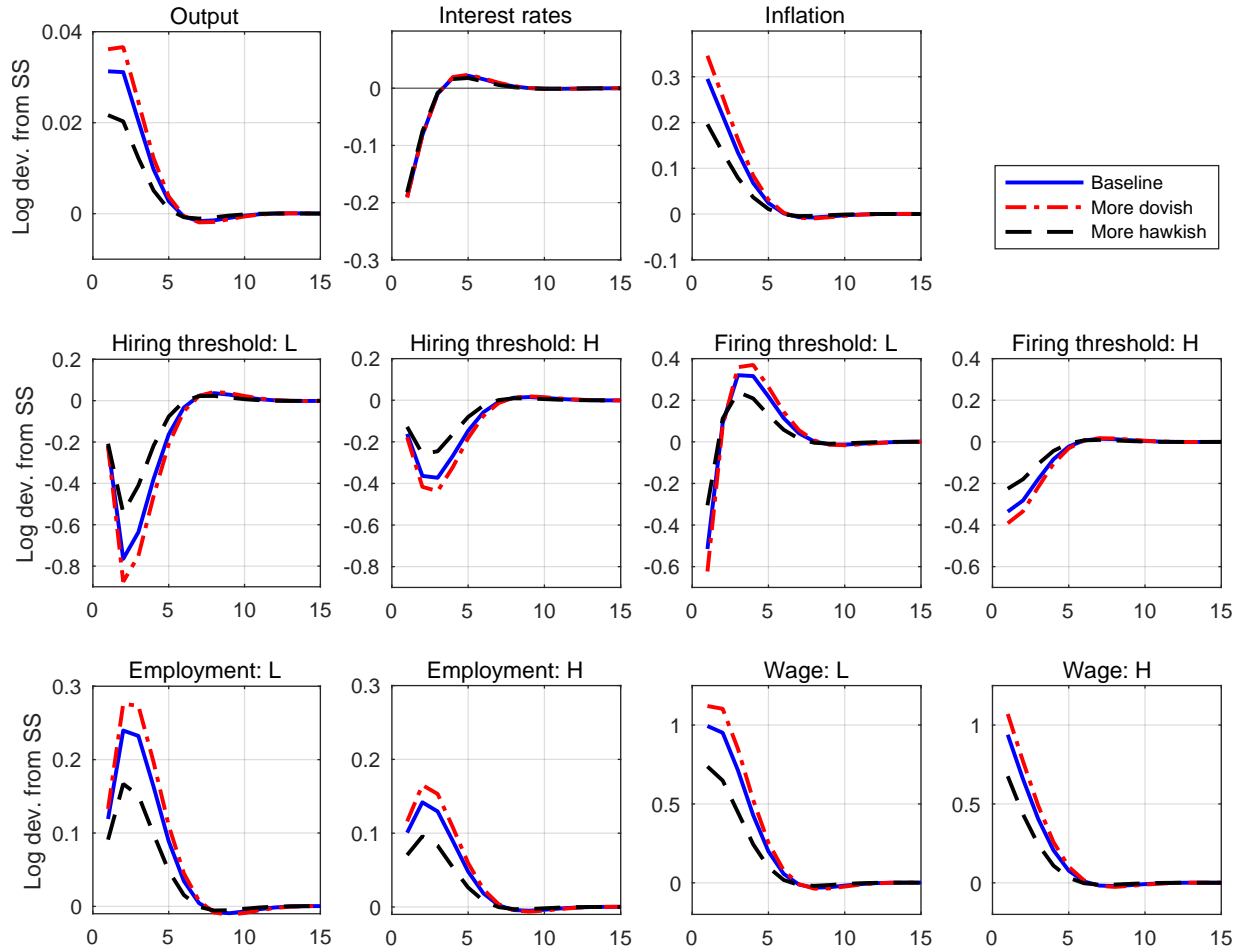 Output
Interest rates
Inflation
Log dev. from SS
0.04
0.02
0
0 5 10 15
0
-0.1
-0.2
-0.3
0 5 10 15
0.3
0.2
0.1
0
-0.1
0 5 10 15
Baseline
More dovish
More hawkish
Hiring threshold: L
Hiring threshold: H
Firing threshold: L
Firing threshold: H
Log dev. from SS
0.2
0
-0.2
-0.4
-0.6
-0.8
0 5 10 15
0.2
0
-0.2
-0.4
-0.6
-0.8
0 5 10 15
0.4
0.2
0
-0.2
-0.4
-0.6
0 5 10 15
0.4
0.2
0
-0.2
-0.4
-0.6
0 5 10 15
Employment: L
Employment: H
Wage: L
Wage: H
Log dev. from SS
0.3
0.2
0.1
0
0 5 10 15
0.3
0.2
0.1
0
0 5 10 15
1
0.5
0
0 5 10 15
1
0.5
0
0 5 10 15